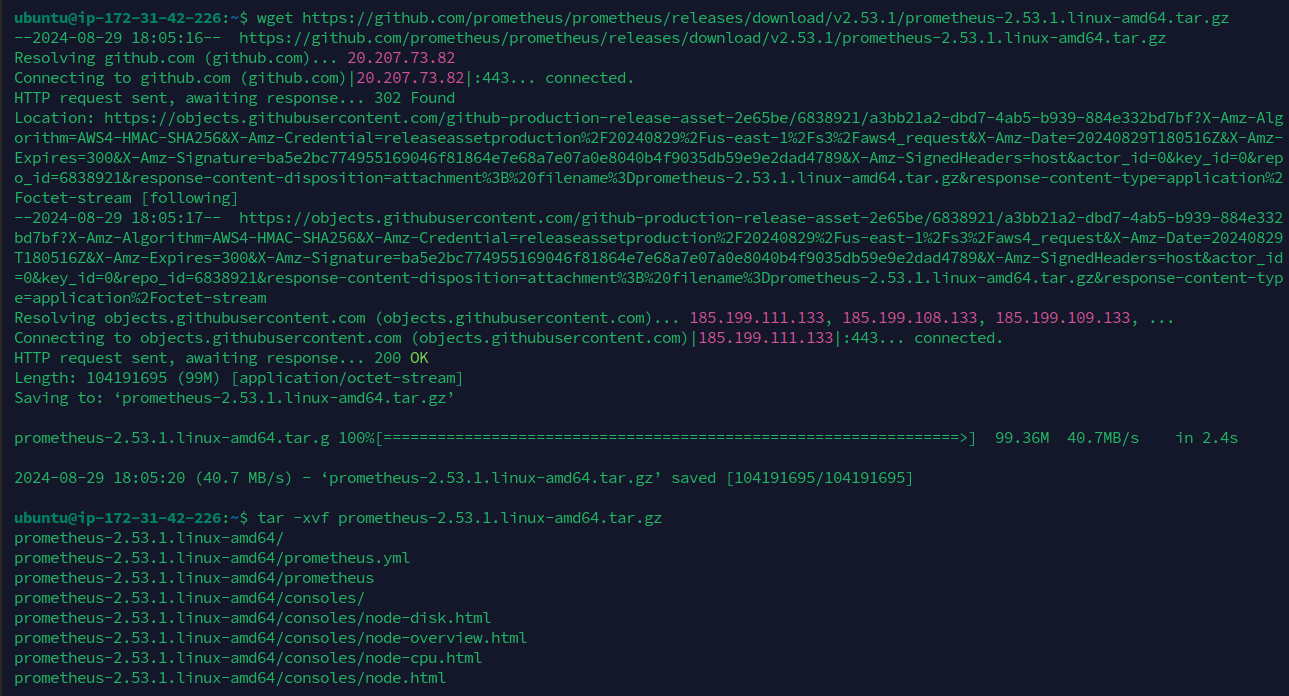 ubuntu@ip-172-31-42-226:~$ wget https://github.com/prometheus/prometheus/releases/download/v2.53.1/prometheus-2.53.1.linux-amd64.tar.gz
--2024-08-29 18:05:16--  https://github.com/prometheus/prometheus/releases/download/v2.53.1/prometheus-2.53.1.linux-amd64.tar.gz
Resolving github.com (github.com)... 20.207.73.82
Connecting to github.com (github.com)|20.207.73.82|:443... connected.
HTTP request sent, awaiting response... 302 Found
Location: https://objects.githubusercontent.com/github-production-release-asset-2e65be/6838921/a3bb21a2-dbd7-4ab5-b939-884e332bd7bf?X-Amz-Alg
orithm=AWS4-HMAC-SHA256&X-Amz-Credential=releaseassetproduction%2F20240829%2Fus-east-1%2Fs3%2Faws4_request&X-Amz-Date=20240829T180516Z&X-Amz-
Expires=300&X-Amz-Signature=ba5e2bc774955169046f81864e7e68a7e07a0e8040b4f9035db59e9e2dad4789&X-Amz-SignedHeaders=host&actor_id=0&key_id=0&rep
o_id=6838921&response-content-disposition=attachment%3B%20filename%3Dprometheus-2.53.1.linux-amd64.tar.gz&response-content-type=application%2
Foctet-stream [following]
--2024-08-29 18:05:17--  https://objects.githubusercontent.com/github-production-release-asset-2e65be/6838921/a3bb21a2-dbd7-4ab5-b939-884e332
bd7bf?X-Amz-Algorithm=AWS4-HMAC-SHA256&X-Amz-Credential=releaseassetproduction%2F20240829%2Fus-east-1%2Fs3%2Faws4_request&X-Amz-Date=20240829
T180516Z&X-Amz-Expires=300&X-Amz-Signature=ba5e2bc774955169046f81864e7e68a7e07a0e8040b4f9035db59e9e2dad4789&X-Amz-SignedHeaders=host&actor_id
=0&key_id=0&repo_id=6838921&response-content-disposition=attachment%3B%20filename%3Dprometheus-2.53.1.linux-amd64.tar.gz&response-content-typ
e=application%2Foctet-stream
Resolving objects.githubusercontent.com (objects.githubusercontent.com)... 185.199.111.133, 185.199.108.133, 185.199.109.133, ...
Connecting to objects.githubusercontent.com (objects.githubusercontent.com)|185.199.111.133|:443... connected.
HTTP request sent, awaiting response... 200 OK
Length: 104191695 (99M) [application/octet-stream]
Saving to: ‘prometheus-2.53.1.linux-amd64.tar.gz’
prometheus-2.53.1.linux-amd64.tar.g 100%[================================================================>]  99.36M  40.7MB/s    in 2.4s
2024-08-29 18:05:20 (40.7 MB/s) - ‘prometheus-2.53.1.linux-amd64.tar.gz’ saved [104191695/104191695]
ubuntu@ip-172-31-42-226:~$ tar -xvf prometheus-2.53.1.linux-amd64.tar.gz
prometheus-2.53.1.linux-amd64/
prometheus-2.53.1.linux-amd64/prometheus.yml
prometheus-2.53.1.linux-amd64/prometheus
prometheus-2.53.1.linux-amd64/consoles/
prometheus-2.53.1.linux-amd64/consoles/node-disk.html
prometheus-2.53.1.linux-amd64/consoles/node-overview.html
prometheus-2.53.1.linux-amd64/consoles/node-cpu.html
prometheus-2.53.1.linux-amd64/consoles/node.html